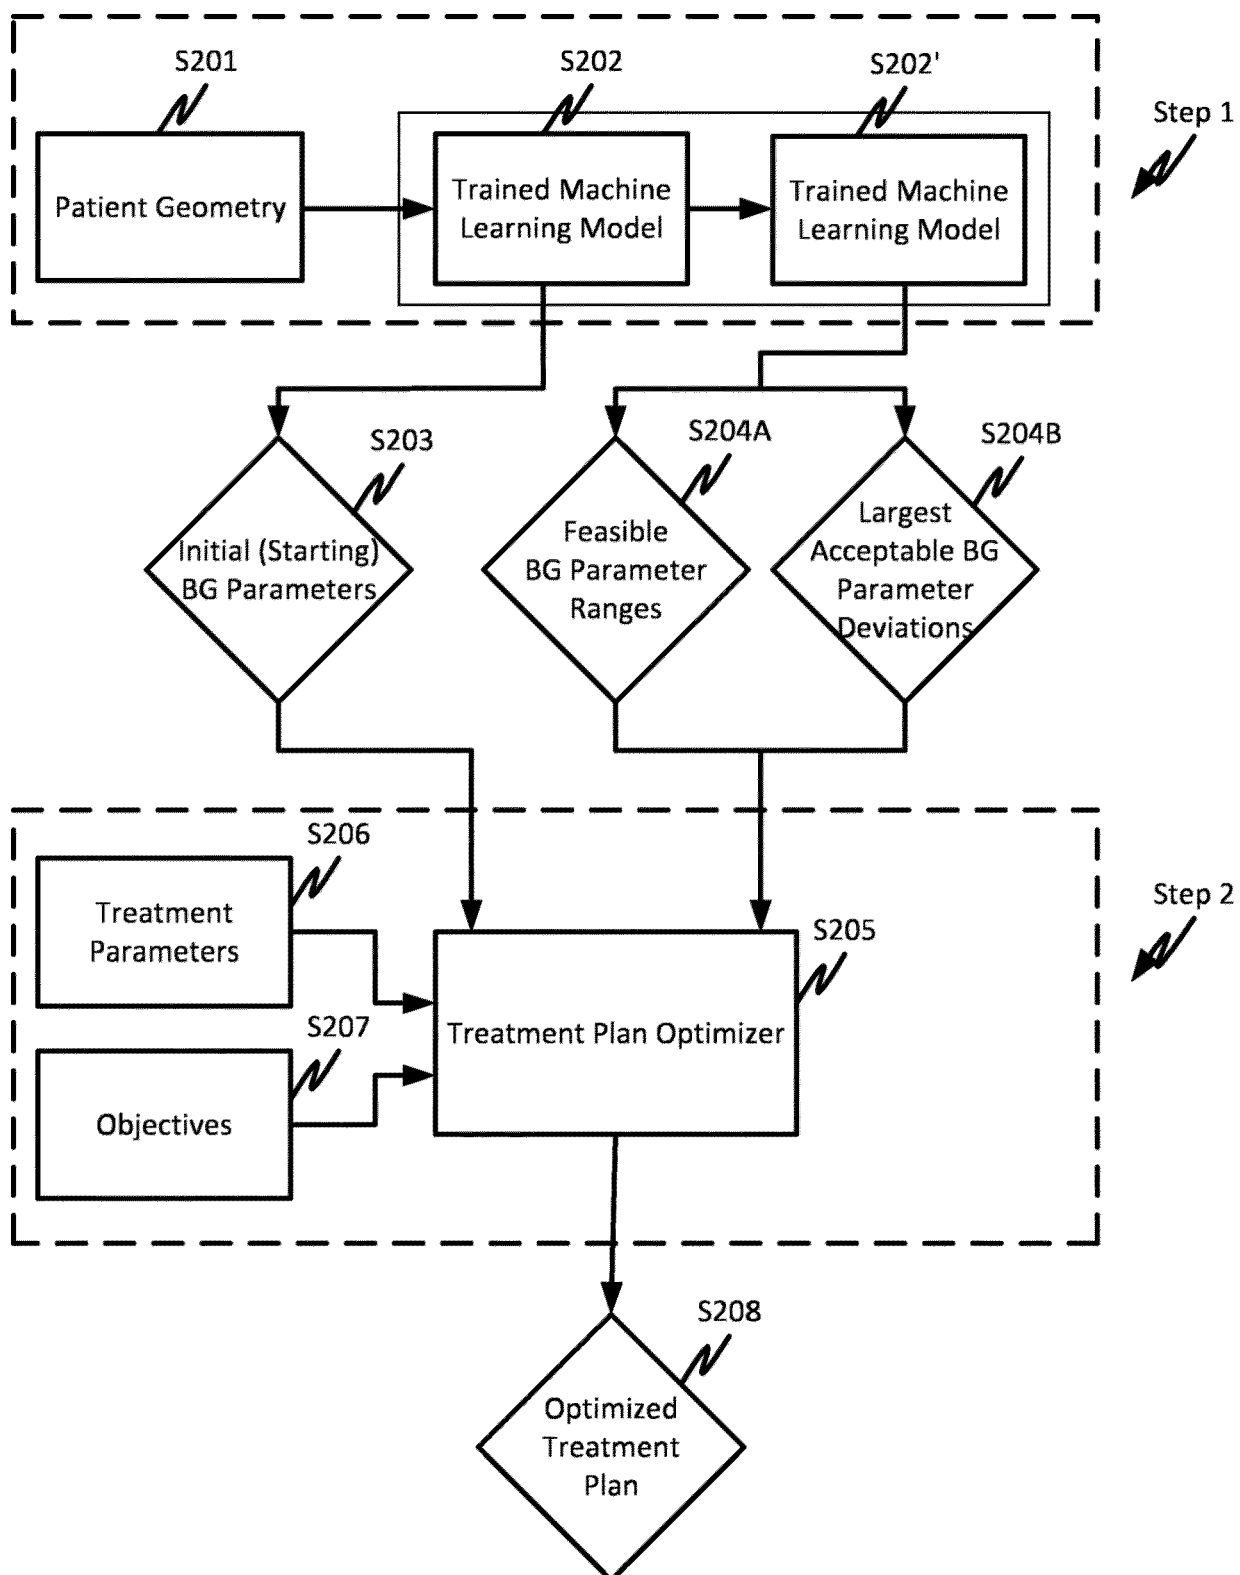 S201
S202
S202'
Step 1
Patient Geometry
Trained Machine
Learning Model
Trained Machine
Learning Model
S203
S204A
S204B
Initial (Starting)
BG Parameters
Feasible
BG Parameter
Ranges
Largest
Acceptable BG
Parameter
Deviations
S206
Treatment
Parameters
Step 2
S205
S207
Treatment Plan Optimizer
Objectives
S208
Optimized
Treatment
Plan